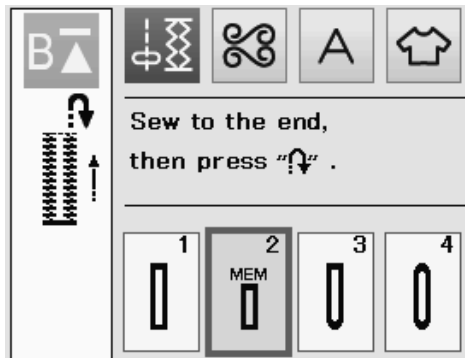 B
A
Sew to the end,
then press "↷" .
1
2
3
4
MEM